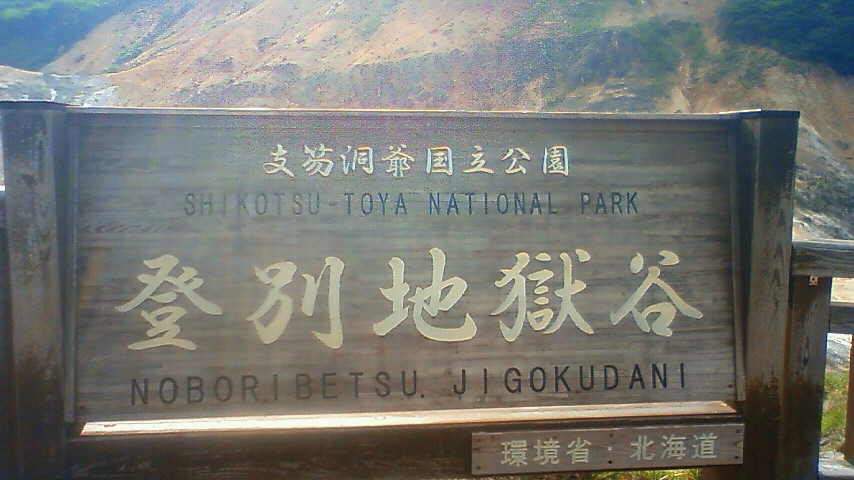 支笏洞爺国立公園
SHIKOTSU-TOYA NATIONAL PARK
登別地獄谷
NOBORIBETSU. JIGOKUDANI
環境省・北海道